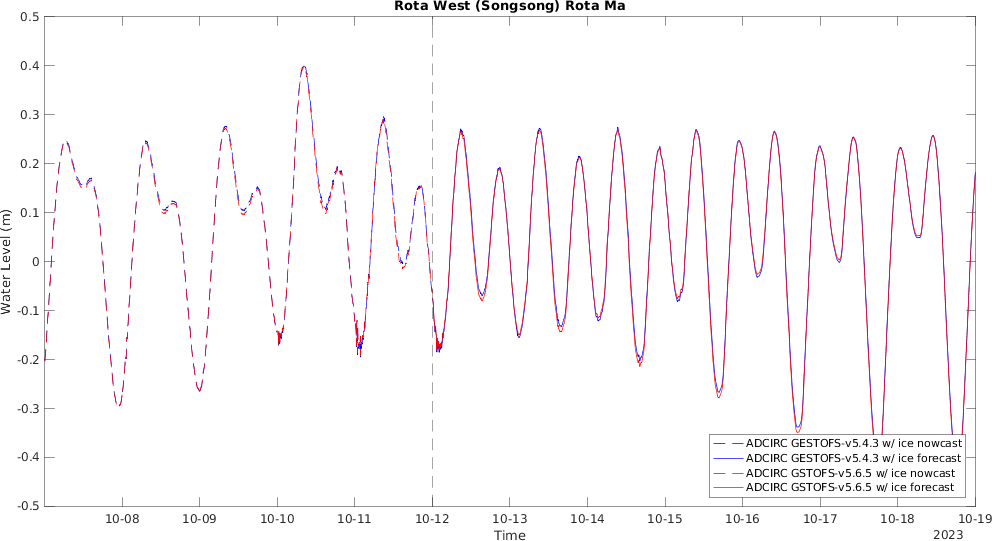 Rota West (Songsong) Rota Ma
0.5
0.4
0.3
0.2
0.1
0
-0.1
-0.2
-0.3
-0.4
-0.5
Water Level (m)
ADCIRC GESTOFS-v5.4.3 w/ ice nowcast
ADCIRC GESTOFS-v5.4.3 w/ ice forecast
ADCIRC GSTOFS-v5.6.5 w/ ice nowcast
ADCIRC GSTOFS-v5.6.5 w/ ice forecast
10-08 10-09 10-10 10-11 10-12 10-13 10-14 10-15 10-16 10-17 10-18 10-19
Time
2023